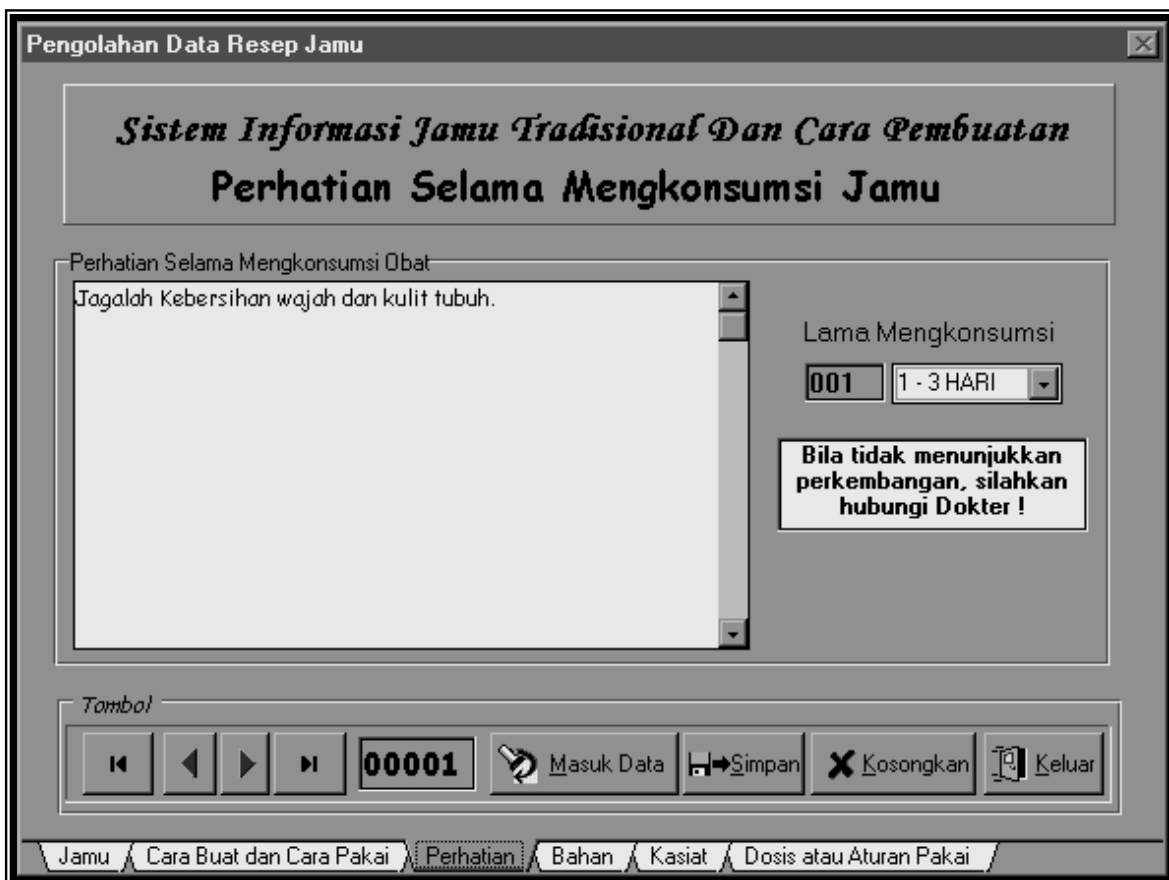 Pengolahan Data Resep Jamu
Sistem Informasi Jamu Tradisional Dan Cara Pembuatan
Perhatian Selama Mengkonsumsi Jamu
Perhatian Selama Mengkonsumsi Obat
Jagalah Kebersihan wajah dan kulit tubuh.
Lama Mengkonsumsi
001 1 - 3 HARI
Bila tidak menunjukkan
perkembangan, silahkan
hubungi Dokter !
Tombol
00001 Masuk Data Simpan Kosongkan Keluar
Jamu Cara Buat dan Cara Pakai Perhatian Bahan Kasiat Dosis atau Aturan Pakai